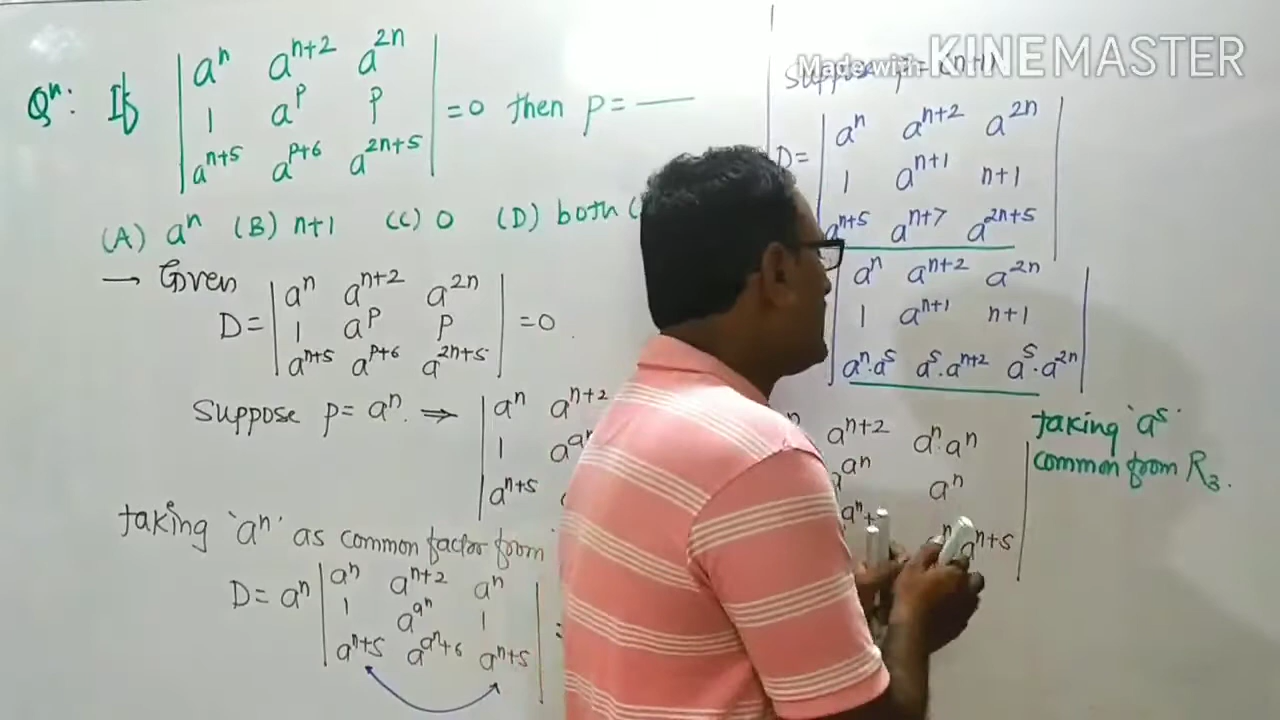 Qn: If | a^n a^{n+2} a^{2n} |
| 1 a^p p | = 0 then p = —
| a^{n+5} a^{p+6} a^{2n+5} |
(A) a^n (B) n+1 (C) 0 (D) both (
→ Given
D = | a^n a^{n+2} a^{2n} |
| 1 a^p p | = 0.
| a^{n+5} a^{p+6} a^{2n+5} |
Suppose p = a^n. ⇒ | a^n a^{n+2}
| 1
| a^{n+5}
taking 'a^n' as common factor from
D = a^n | a^n a^{n+2} a^n |
| 1 a^{a^n} 1 | =
| a^{n+5} a^{a^n+6} a^{n+5} |
Made with KINEMASTER
Suppose
D = | a^n a^{n+2} a^{2n} |
| 1 a^{n+1} n+1 |
| a^{n+5} a^{n+7} a^{2n+5} |
| a^n a^{n+2} a^{2n} |
| 1 a^{n+1} n+1 |
| a^n.a^5 a^5.a^{n+2} a^5.a^{2n} |
a^{n+2} a^n.a^n |
a^n |
a^{n+5} |
taking 'a^5'
common from R_3.